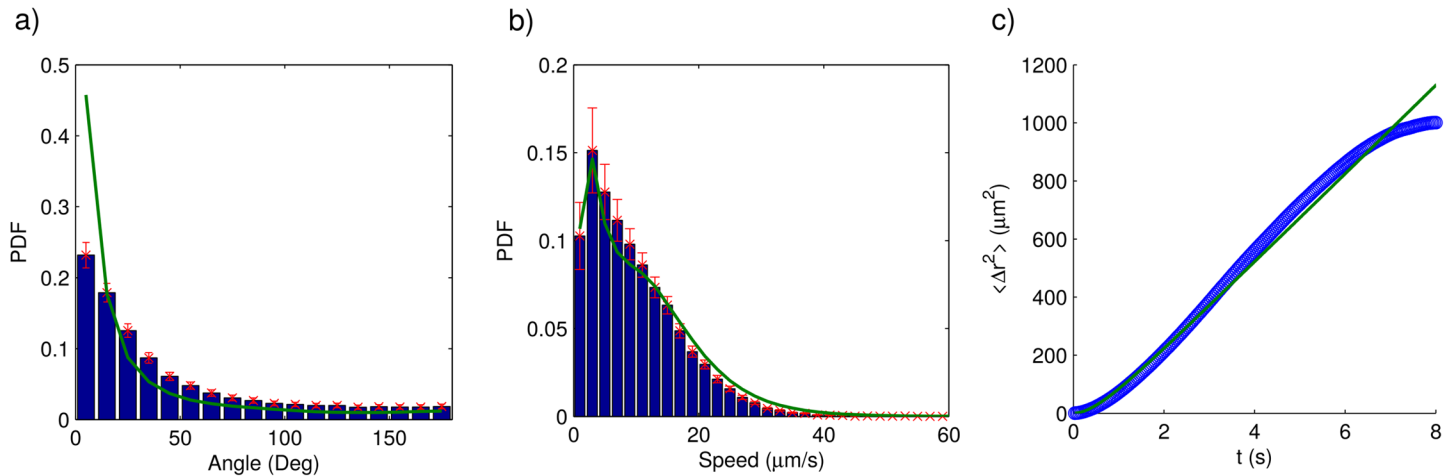 a)
0.5
0.4
0.3
0.2
0.1
0
PDF
0 50 100 150
Angle (Deg)
b)
0.2
0.15
0.1
0.05
0
PDF
0 20 40 60
Speed (μm/s)
c)
1200
1000
800
600
400
200
0
<Δr²> (μm²)
0 2 4 6 8
t (s)